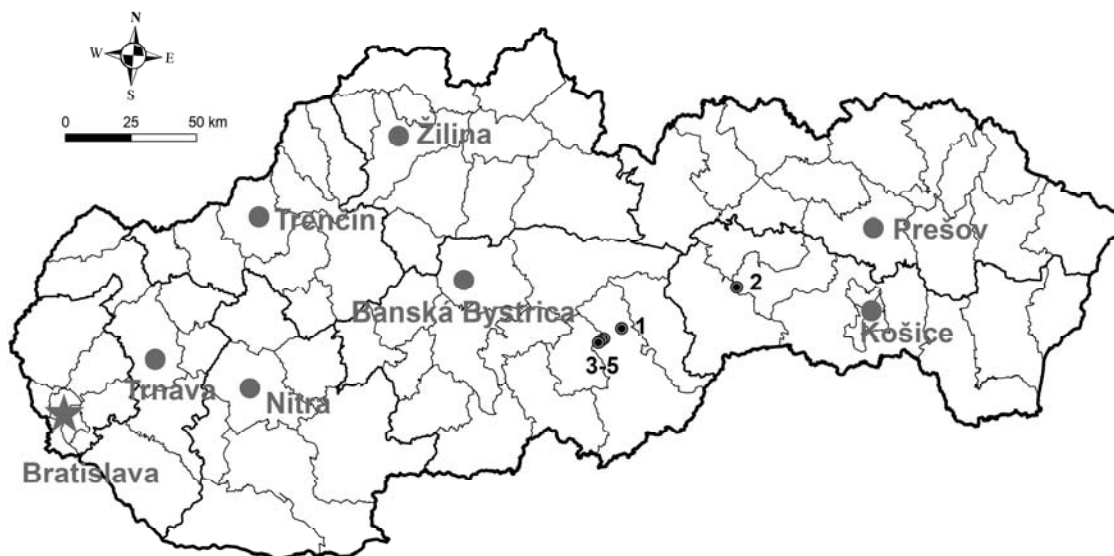 N
W E
S
0 25 50 km
Žilina
Trenčín
Prešov
Banská Bystrica
2
1
Košice
3-5
Trnava
Nitra
Bratislava